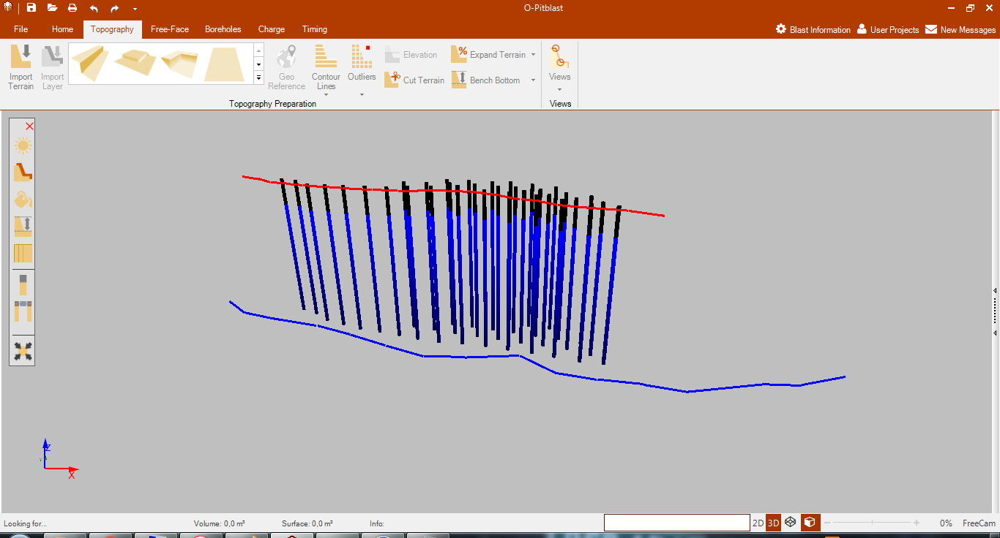 O-Pitblast
File Home Topography Free-Face Boreholes Charge Timing
Blast Information User Projects New Messages
Import Terrain
Import Layer
Geo Reference
Contour Lines
Outliers
Elevation
Cut Terrain
% Expand Terrain
Bench Bottom
Views
Topography Preparation
Views
Z
Y
X
Looking for...
Volume: 0,0 m³
Surface: 0,0 m²
Info:
2D 3D
0%
FreeCam